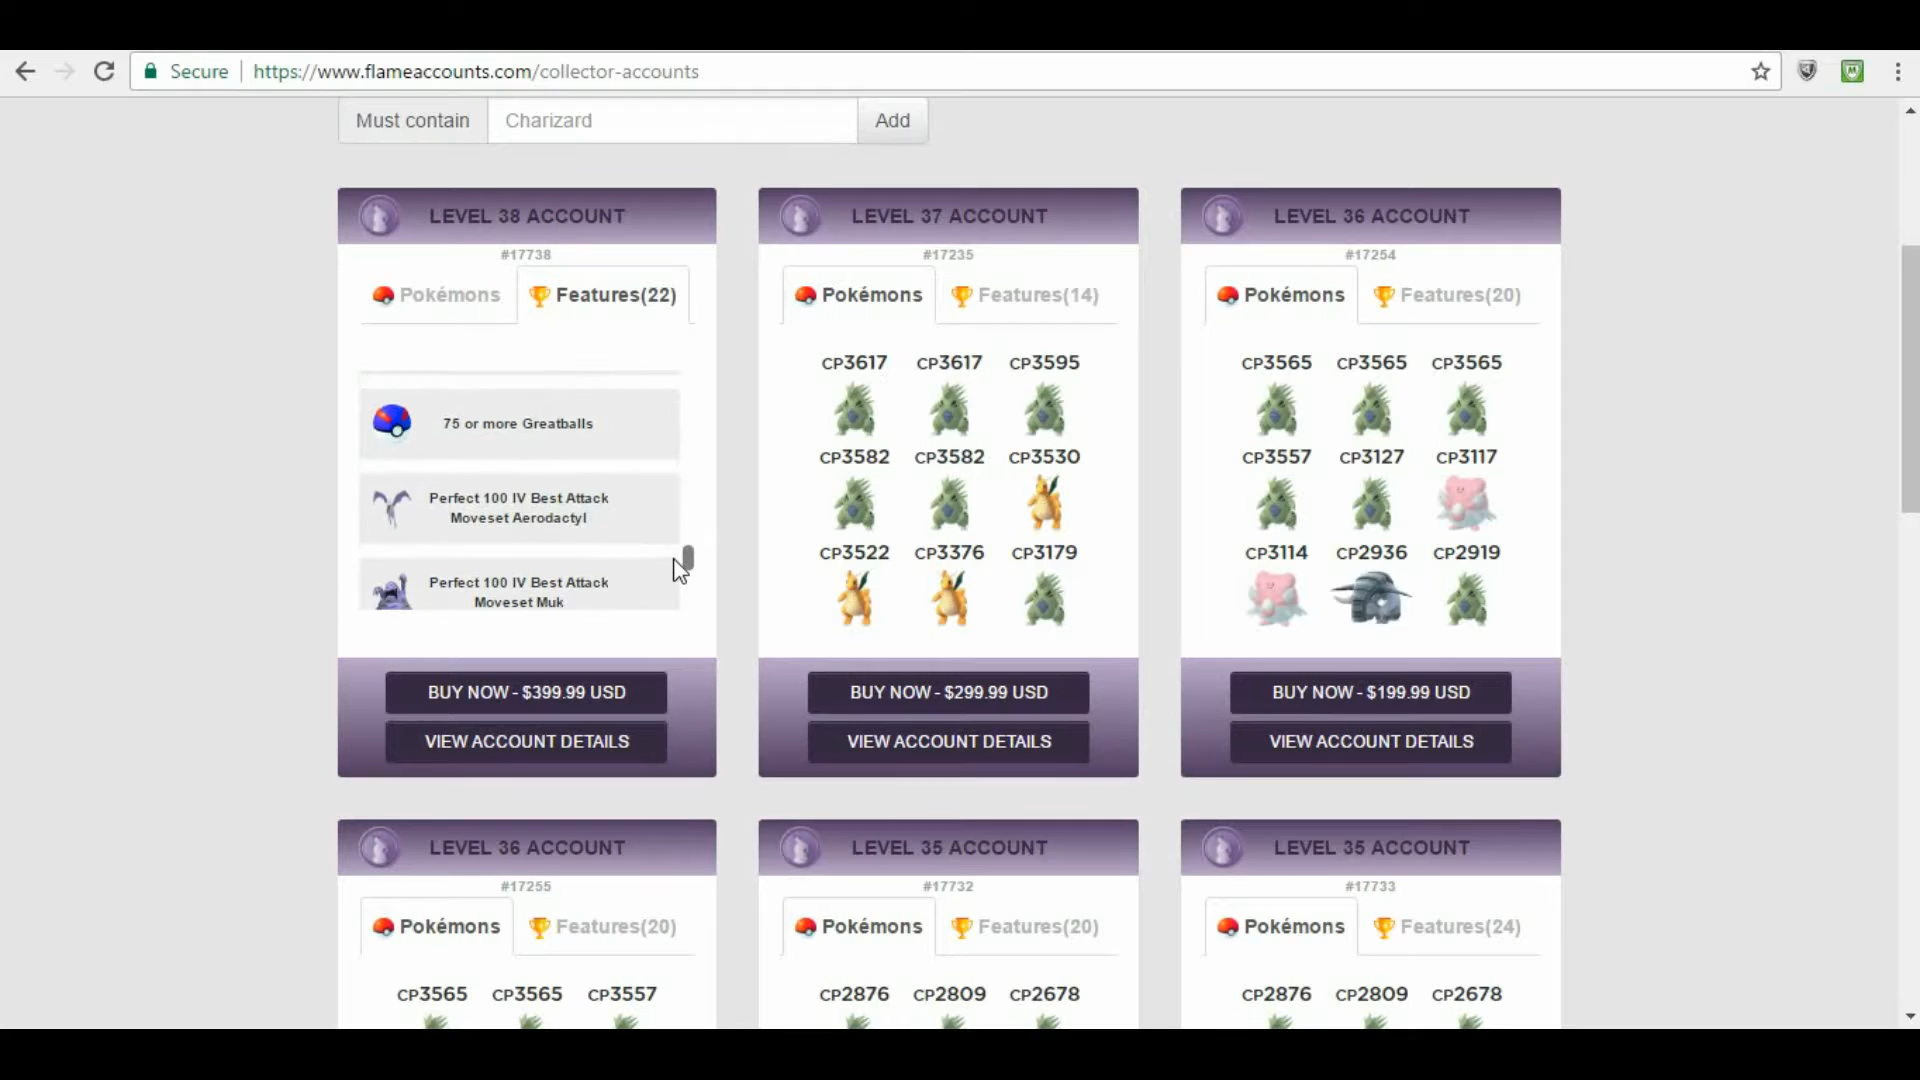 Secure https://www.flameaccounts.com/collector-accounts
Must contain Charizard Add
LEVEL 38 ACCOUNT
#17738
Pokémons Features(22)
75 or more Greatballs
Perfect 100 IV Best Attack
Moveset Aerodactyl
Perfect 100 IV Best Attack
Moveset Muk
BUY NOW - $399.99 USD
VIEW ACCOUNT DETAILS
LEVEL 37 ACCOUNT
#17235
Pokémons Features(14)
CP3617 CP3617 CP3595
CP3582 CP3582 CP3530
CP3522 CP3376 CP3179
BUY NOW - $299.99 USD
VIEW ACCOUNT DETAILS
LEVEL 36 ACCOUNT
#17254
Pokémons Features(20)
CP3565 CP3565 CP3565
CP3557 CP3127 CP3117
CP3114 CP2936 CP2919
BUY NOW - $199.99 USD
VIEW ACCOUNT DETAILS
LEVEL 36 ACCOUNT
#17255
Pokémons Features(20)
CP3565 CP3565 CP3557
LEVEL 35 ACCOUNT
#17732
Pokémons Features(20)
CP2876 CP2809 CP2678
LEVEL 35 ACCOUNT
#17733
Pokémons Features(24)
CP2876 CP2809 CP2678